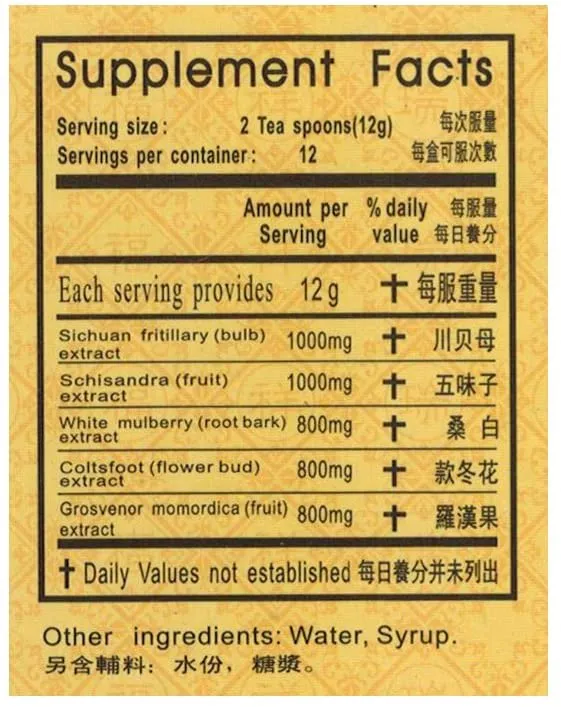 Supplement Facts
Serving size: 2 Tea spoons(12g) 每次服量
Servings per container: 12 每盒可服次數
Amount per % daily 每服量
Serving value 每日養分
Each serving provides 12 g † 每服重量
Sichuan fritillary (bulb)
extract 1000mg † 川贝母
Schisandra (fruit)
extract 1000mg † 五味子
White mulberry (root bark)
extract 800mg † 桑白
Coltsfoot (flower bud)
extract 800mg † 款冬花
Grosvenor momordica (fruit)
extract 800mg † 羅漢果
† Daily Values not established 每日養分并未列出
Other ingredients: Water, Syrup.
另含輔料: 水份, 糖漿。